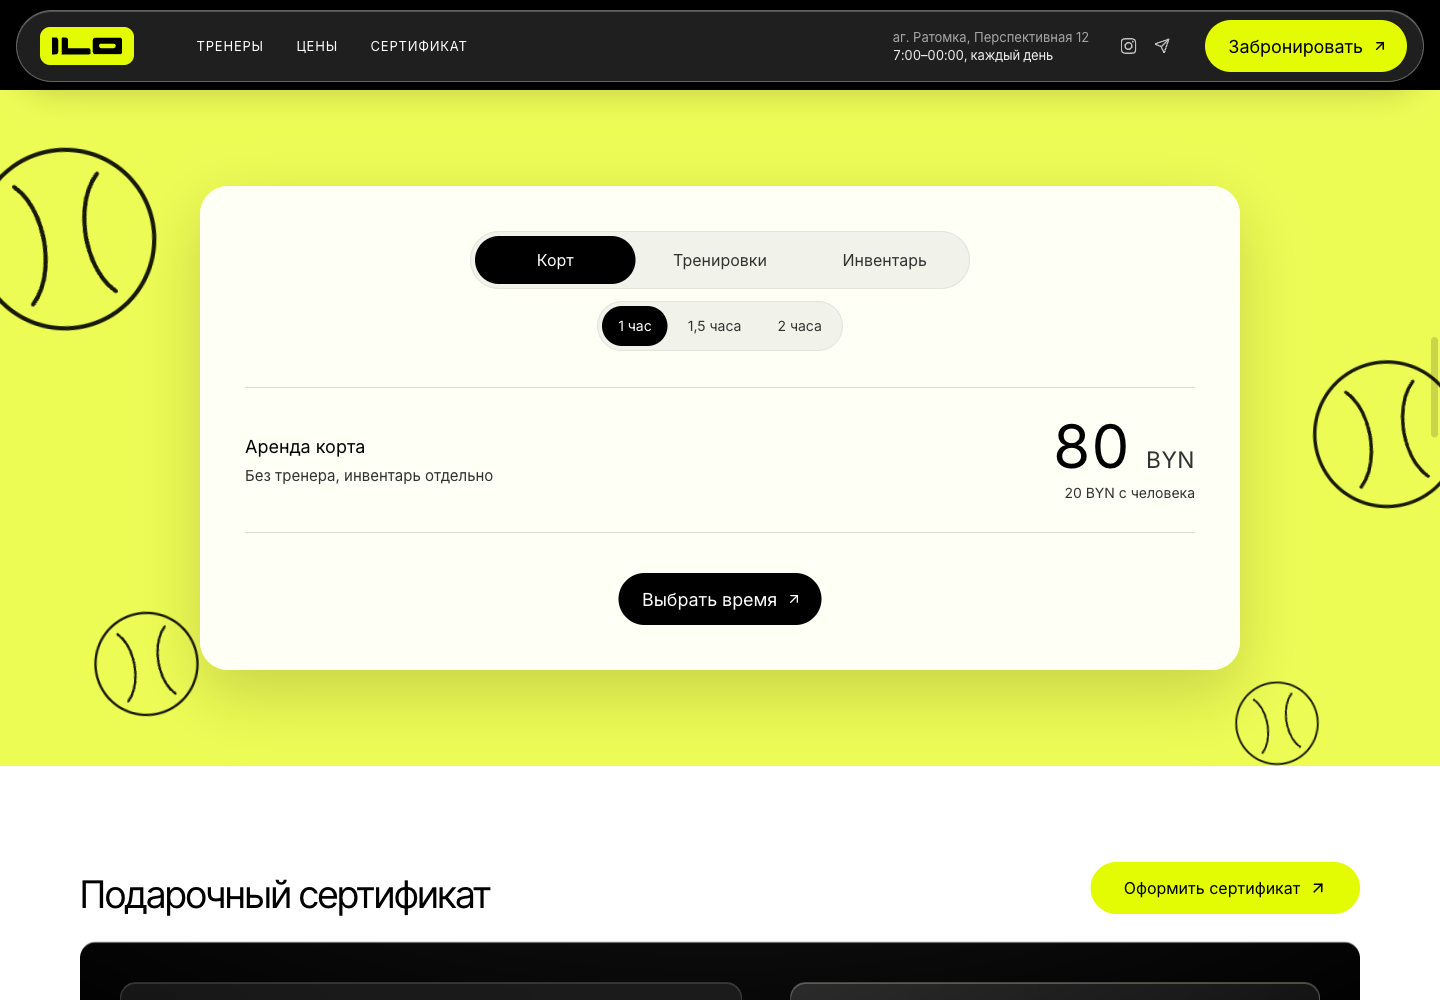 ILO
ТРЕНЕРЫ ЦЕНЫ СЕРТИФИКАТ
аг. Ратомка, Перспективная 12
7:00–00:00, каждый день
Забронировать
Корт Тренировки Инвентарь
1 час 1,5 часа 2 часа
Аренда корта
Без тренера, инвентарь отдельно
80 BYN
20 BYN с человека
Выбрать время
Подарочный сертификат
Оформить сертификат